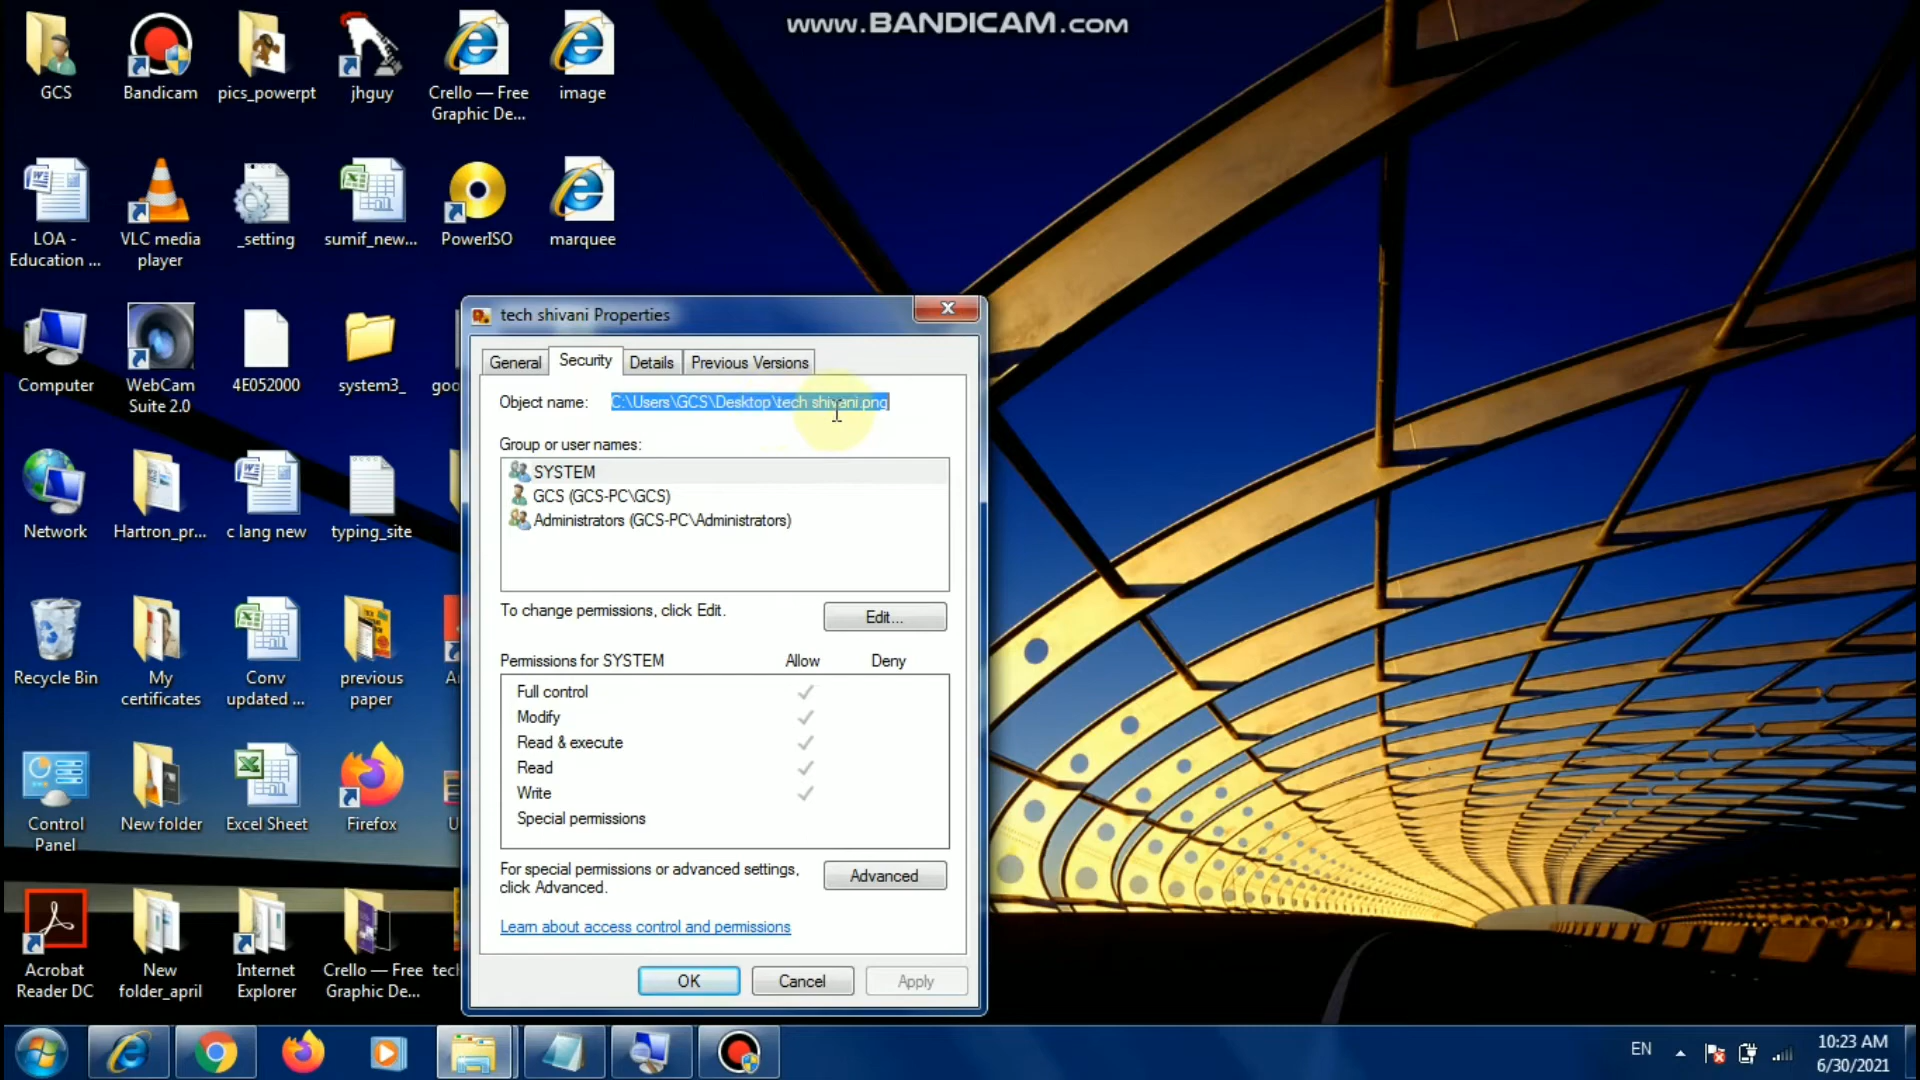 www.BANDICAM.com
GCS
Bandicam
pics_powerpt
jhguy
Crello — Free
Graphic De...
image
LOA -
Education ...
VLC media
player
_setting
sumif_new...
PowerISO
marquee
Computer
WebCam
Suite 2.0
4E052000
system3_
goo
Network
Hartron_pr...
c lang new
typing_site
Recycle Bin
My
certificates
Conv
updated ...
previous
paper
Control
Panel
New folder
Excel Sheet
Firefox
Acrobat
Reader DC
New
folder_april
Internet
Explorer
Crello — Free
Graphic De...
tech shivani Properties
General
Security
Details
Previous Versions
Object name:
C:\Users\GCS\Desktop\tech shivani.png
Group or user names:
SYSTEM
GCS (GCS-PC\GCS)
Administrators (GCS-PC\Administrators)
To change permissions, click Edit.
Edit...
Permissions for SYSTEM
Allow
Deny
Full control
Modify
Read & execute
Read
Write
Special permissions
For special permissions or advanced settings,
click Advanced.
Advanced
Learn about access control and permissions
OK
Cancel
Apply
EN
10:23 AM
6/30/2021